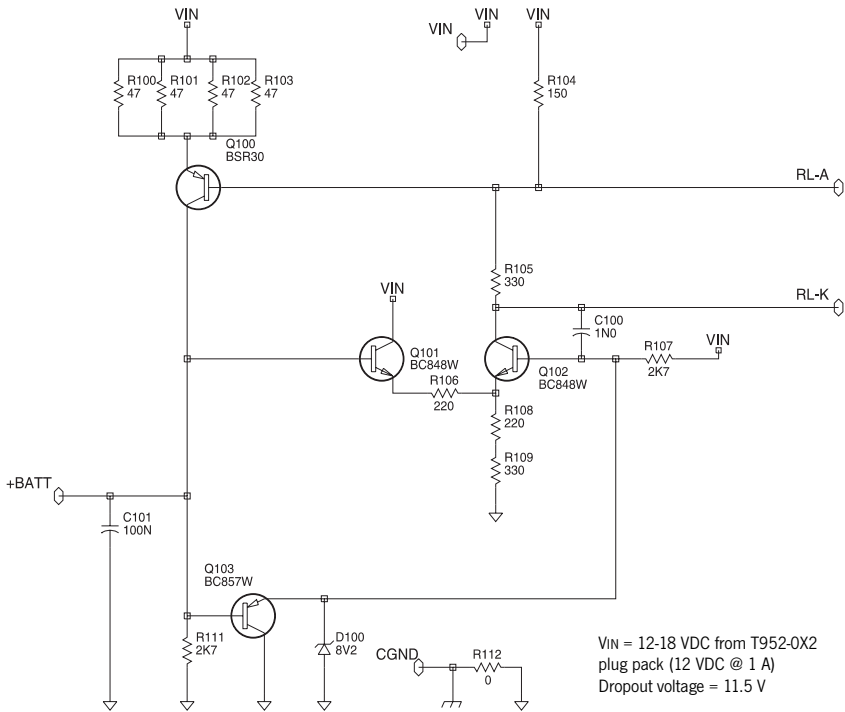 VIN
VIN
VIN
VIN
R100
47
R101
47
R102
47
R103
47
R104
150
Q100
BSR30
RL-A
R105
330
RL-K
VIN
C100
1N0
R107
2K7
VIN
Q101
BC848W
Q102
BC848W
R106
220
R108
220
R109
330
+BATT
C101
100N
Q103
BC857W
R111
2K7
D100
8V2
CGND
R112
0
VIN = 12-18 VDC from T952-0X2
plug pack (12 VDC @ 1 A)
Dropout voltage = 11.5 V